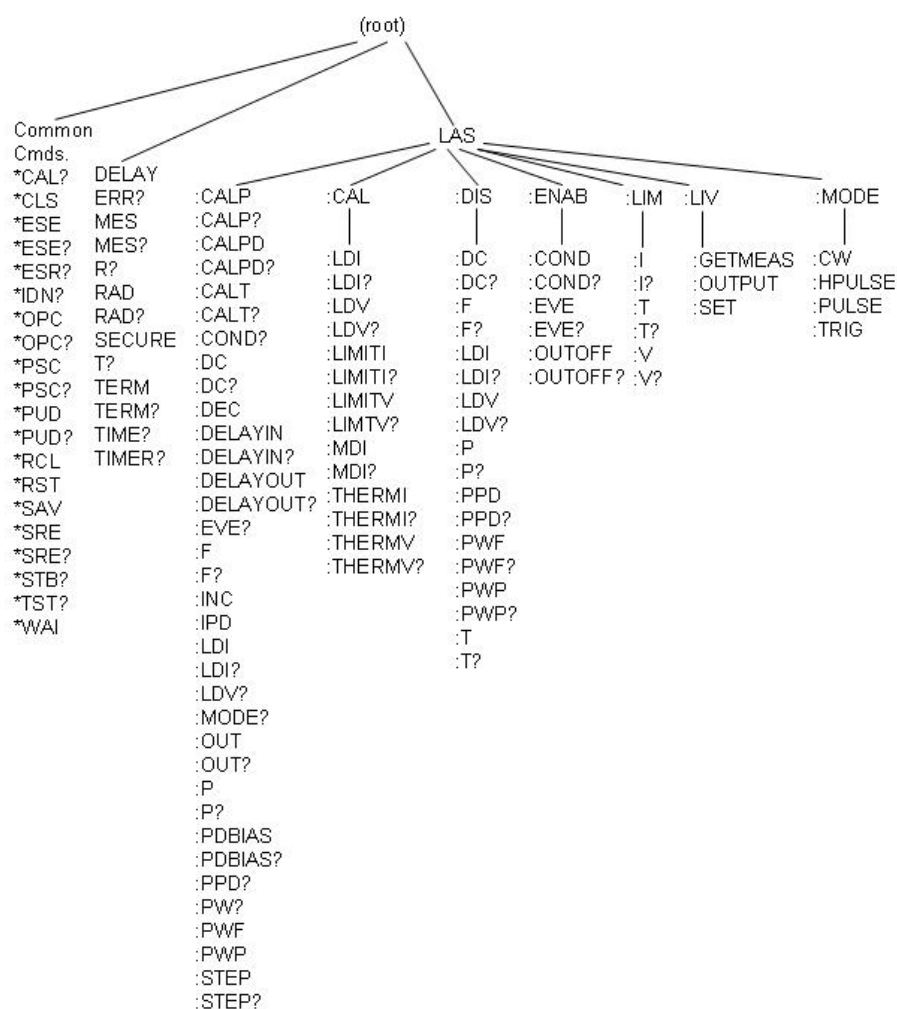 (root)
Common
Cmds.
*CAL?
*CLS
*ESE
*ESE?
*ESR?
*IDN?
*OPC
*OPC?
*PSC
*PSC?
*PUD
*PUD?
*RCL
*RST
*SAV
*SRE
*SRE?
*STB?
*TST?
*WAI
DELAY
ERR?
MES
MES?
R?
RAD
RAD?
SECURE
T?
TERM
TERM?
TIME?
TIMER?
LAS
:CALP
:CALP?
:CALPD
:CALPD?
:CALT
:CALT?
:COND?
:DC
:DC?
:DEC
:DELAYIN
:DELAYIN?
:DELAYOUT
:DELAYOUT?
:EVE?
:F
:F?
:INC
:IPD
:LDI
:LDI?
:LDV?
:MODE?
:OUT
:OUT?
:P
:P?
:PDBIAS
:PDBIAS?
:PPD?
:PW?
:PWF
:PWP
:STEP
:STEP?
:CAL
:LDI
:LDI?
:LDV
:LDV?
:LIMITI
:LIMITI?
:LIMITV
:LIMTV?
:MDI
:MDI?
:THERMI
:THERMI?
:THERMV
:THERMV?
:DIS
:DC
:DC?
:F
:F?
:LDI
:LDI?
:LDV
:LDV?
:P
:P?
:PPD
:PPD?
:PWF
:PWF?
:PWP
:PWP?
:T
:T?
:ENAB
:COND
:COND?
:EVE
:EVE?
:OUTOFF
:OUTOFF?
:LIM
:I
:I?
:T
:T?
:V
:V?
:LIV
:GETMEAS
:OUTPUT
:SET
:MODE
:CW
:HPULSE
:PULSE
:TRIG